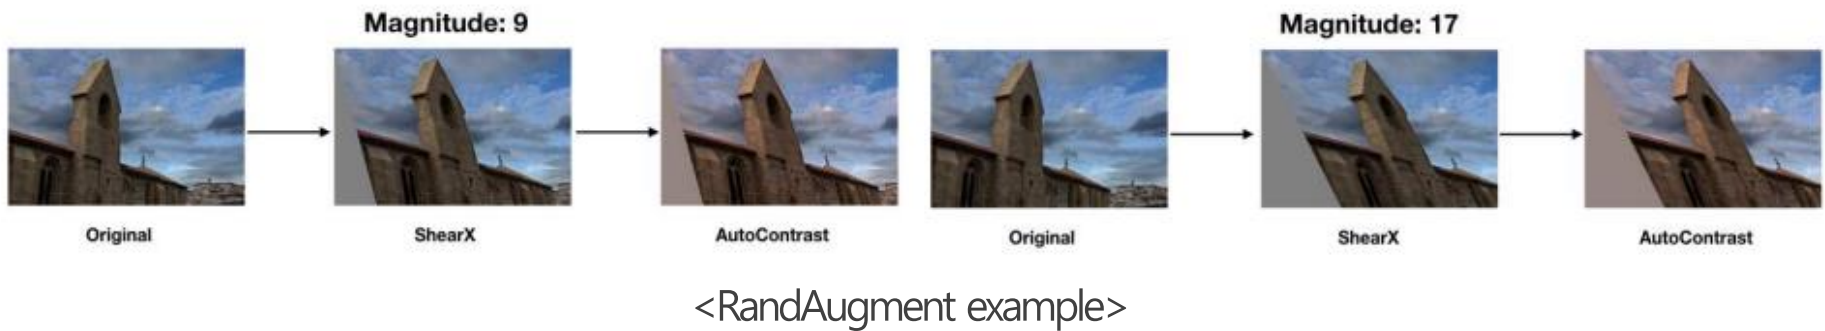 Magnitude: 9
Magnitude: 17
Original
ShearX
AutoContrast
Original
ShearX
AutoContrast
<RandAugment example>